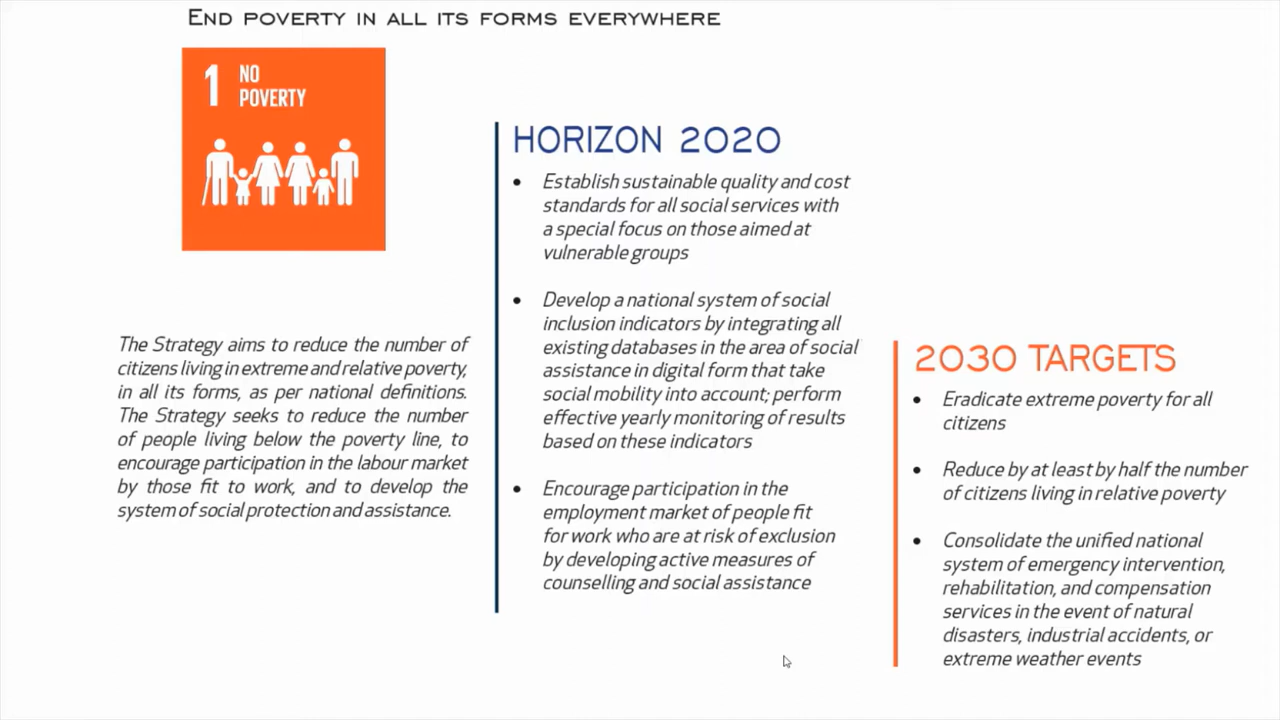 END POVERTY IN ALL ITS FORMS EVERYWHERE
1 NO
POVERTY
The Strategy aims to reduce the number of
citizens living in extreme and relative poverty,
in all its forms, as per national definitions.
The Strategy seeks to reduce the number
of people living below the poverty line, to
encourage participation in the labour market
by those fit to work, and to develop the
system of social protection and assistance.
HORIZON 2020
• Establish sustainable quality and cost
standards for all social services with
a special focus on those aimed at
vulnerable groups
• Develop a national system of social
inclusion indicators by integrating all
existing databases in the area of social
assistance in digital form that take
social mobility into account; perform
effective yearly monitoring of results
based on these indicators
• Encourage participation in the
employment market of people fit
for work who are at risk of exclusion
by developing active measures of
counselling and social assistance
2030 TARGETS
• Eradicate extreme poverty for all
citizens
• Reduce by at least by half the number
of citizens living in relative poverty
• Consolidate the unified national
system of emergency intervention,
rehabilitation, and compensation
services in the event of natural
disasters, industrial accidents, or
extreme weather events